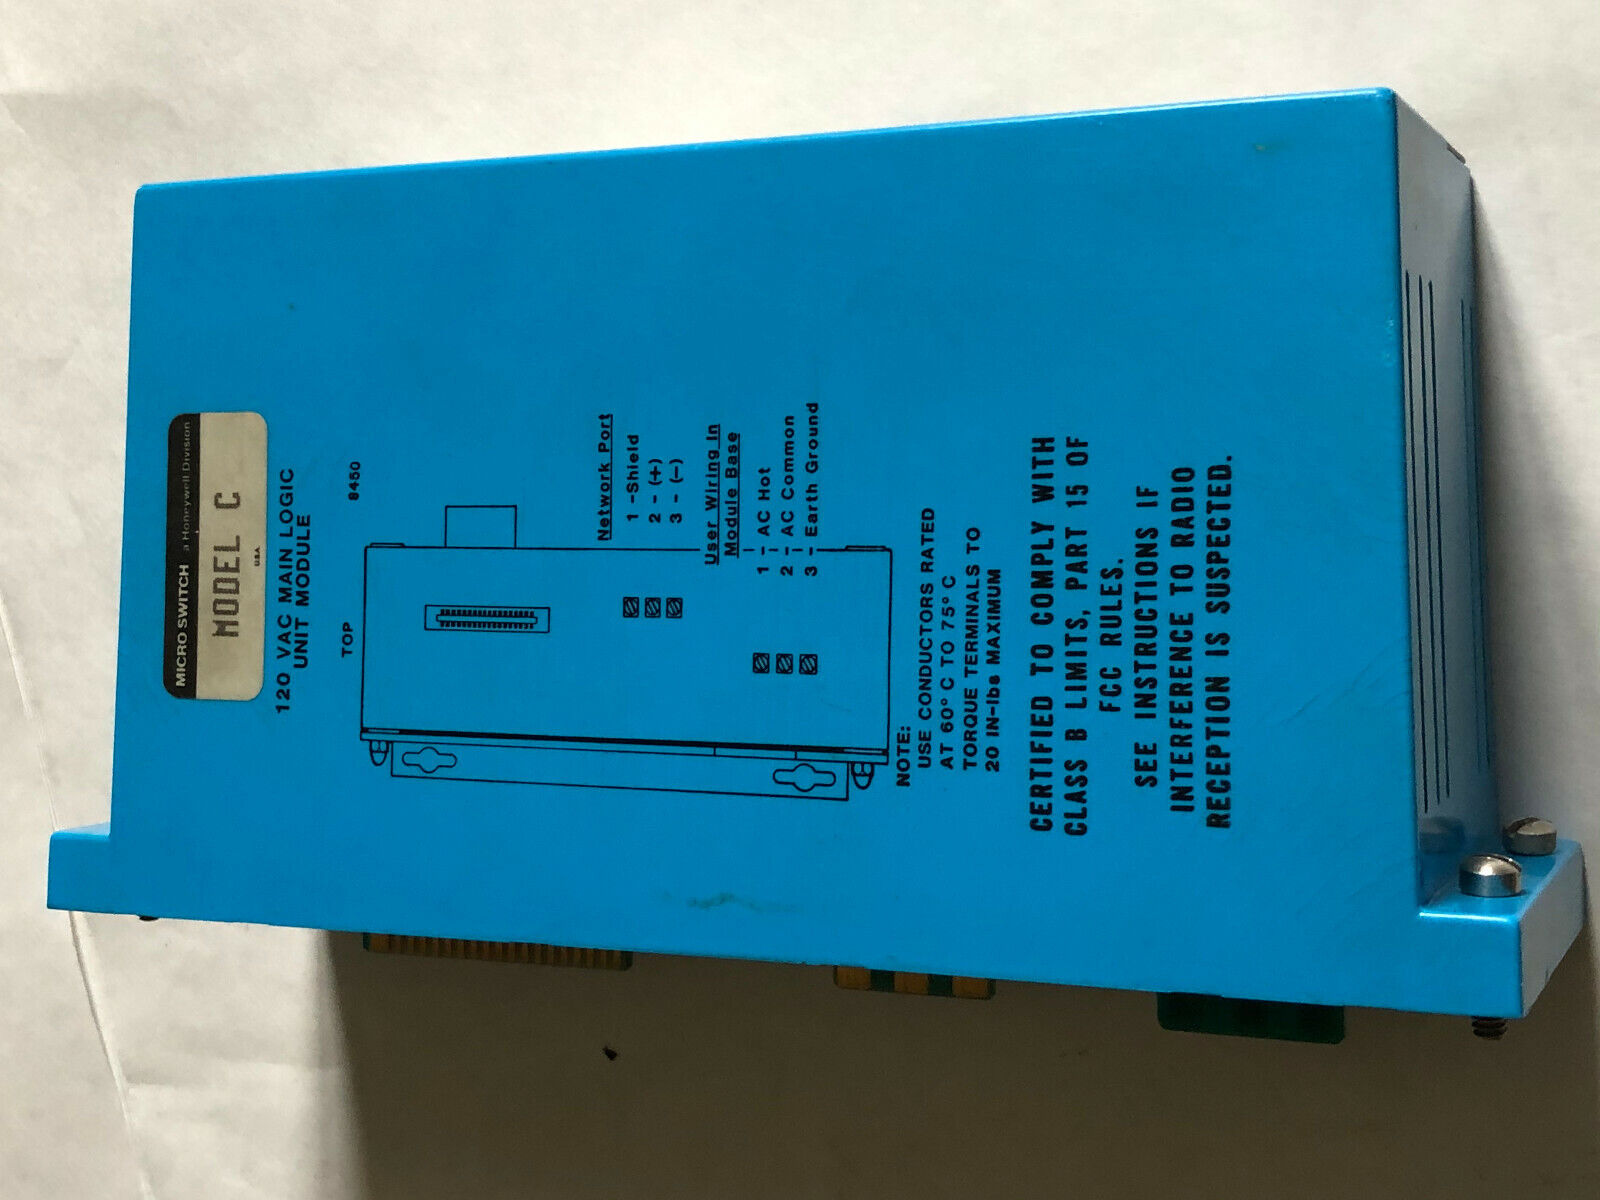 MICRO SWITCH a Honeywell Division
MODEL C
USA
120 VAC MAIN LOGIC
UNIT MODULE
TOP
8450
Network Port
1 -Shield
2 - (+)
3 - (-)
User Wiring in
Module Base
1 - AC Hot
2 - AC Common
3 - Earth Ground
NOTE:
USE CONDUCTORS RATED
AT 60° C TO 75° C
TORQUE TERMINALS TO
20 IN-lbs MAXIMUM
CERTIFIED TO COMPLY WITH
CLASS B LIMITS, PART 15 OF
FCC RULES.
SEE INSTRUCTIONS IF
INTERFERENCE TO RADIO
RECEPTION IS SUSPECTED.